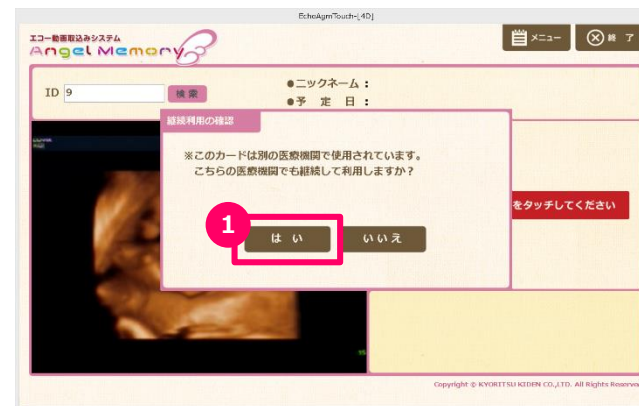 EchoAgmTouch-[4D]
エコー動画取込みシステム
Angel Memory
メニュー
終 了
ID 9
検 索
●ニックネーム：
●予 定 日：
継続利用の確認
※このカードは別の医療機関で使用されています。
こちらの医療機関でも継続して利用しますか？
をタッチしてください
1
は い
いいえ
Copyright © KYORITSU KIDEN CO.,LTD. All Rights Reserved